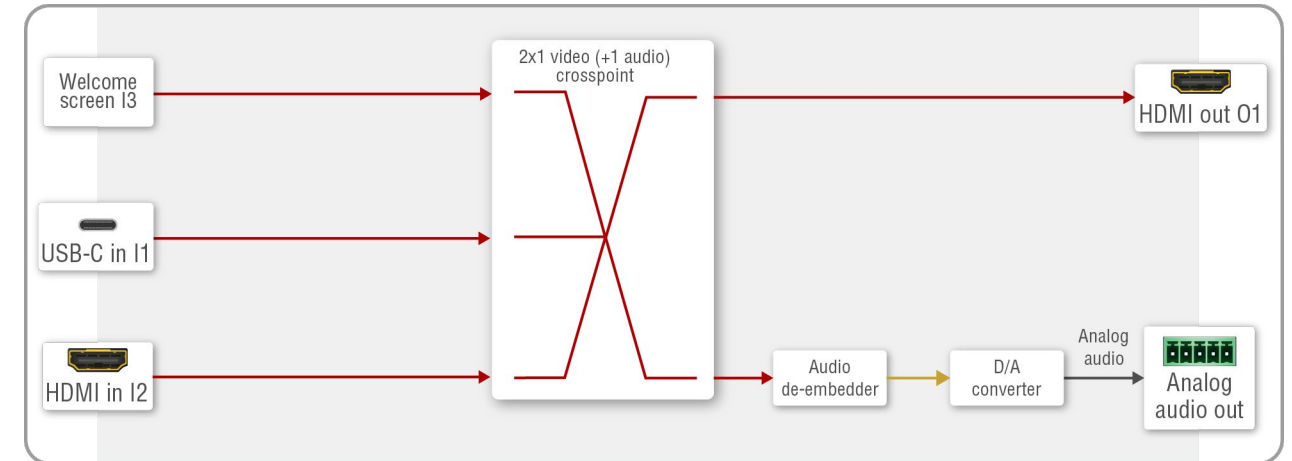 Welcome
screen I3
USB-C in I1
HDMI in I2
2x1 video (+1 audio)
crosspoint
HDMI out O1
Audio
de-embedder
D/A
converter
Analog
audio
Analog
audio out